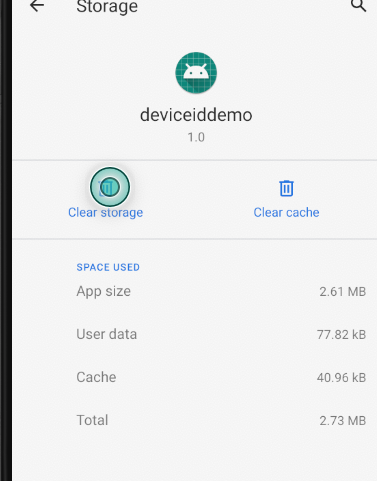 Storage
deviceiddemo
1.0
Clear storage Clear cache
SPACE USED
App size 2.61 MB
User data 77.82 kB
Cache 40.96 kB
Total 2.73 MB